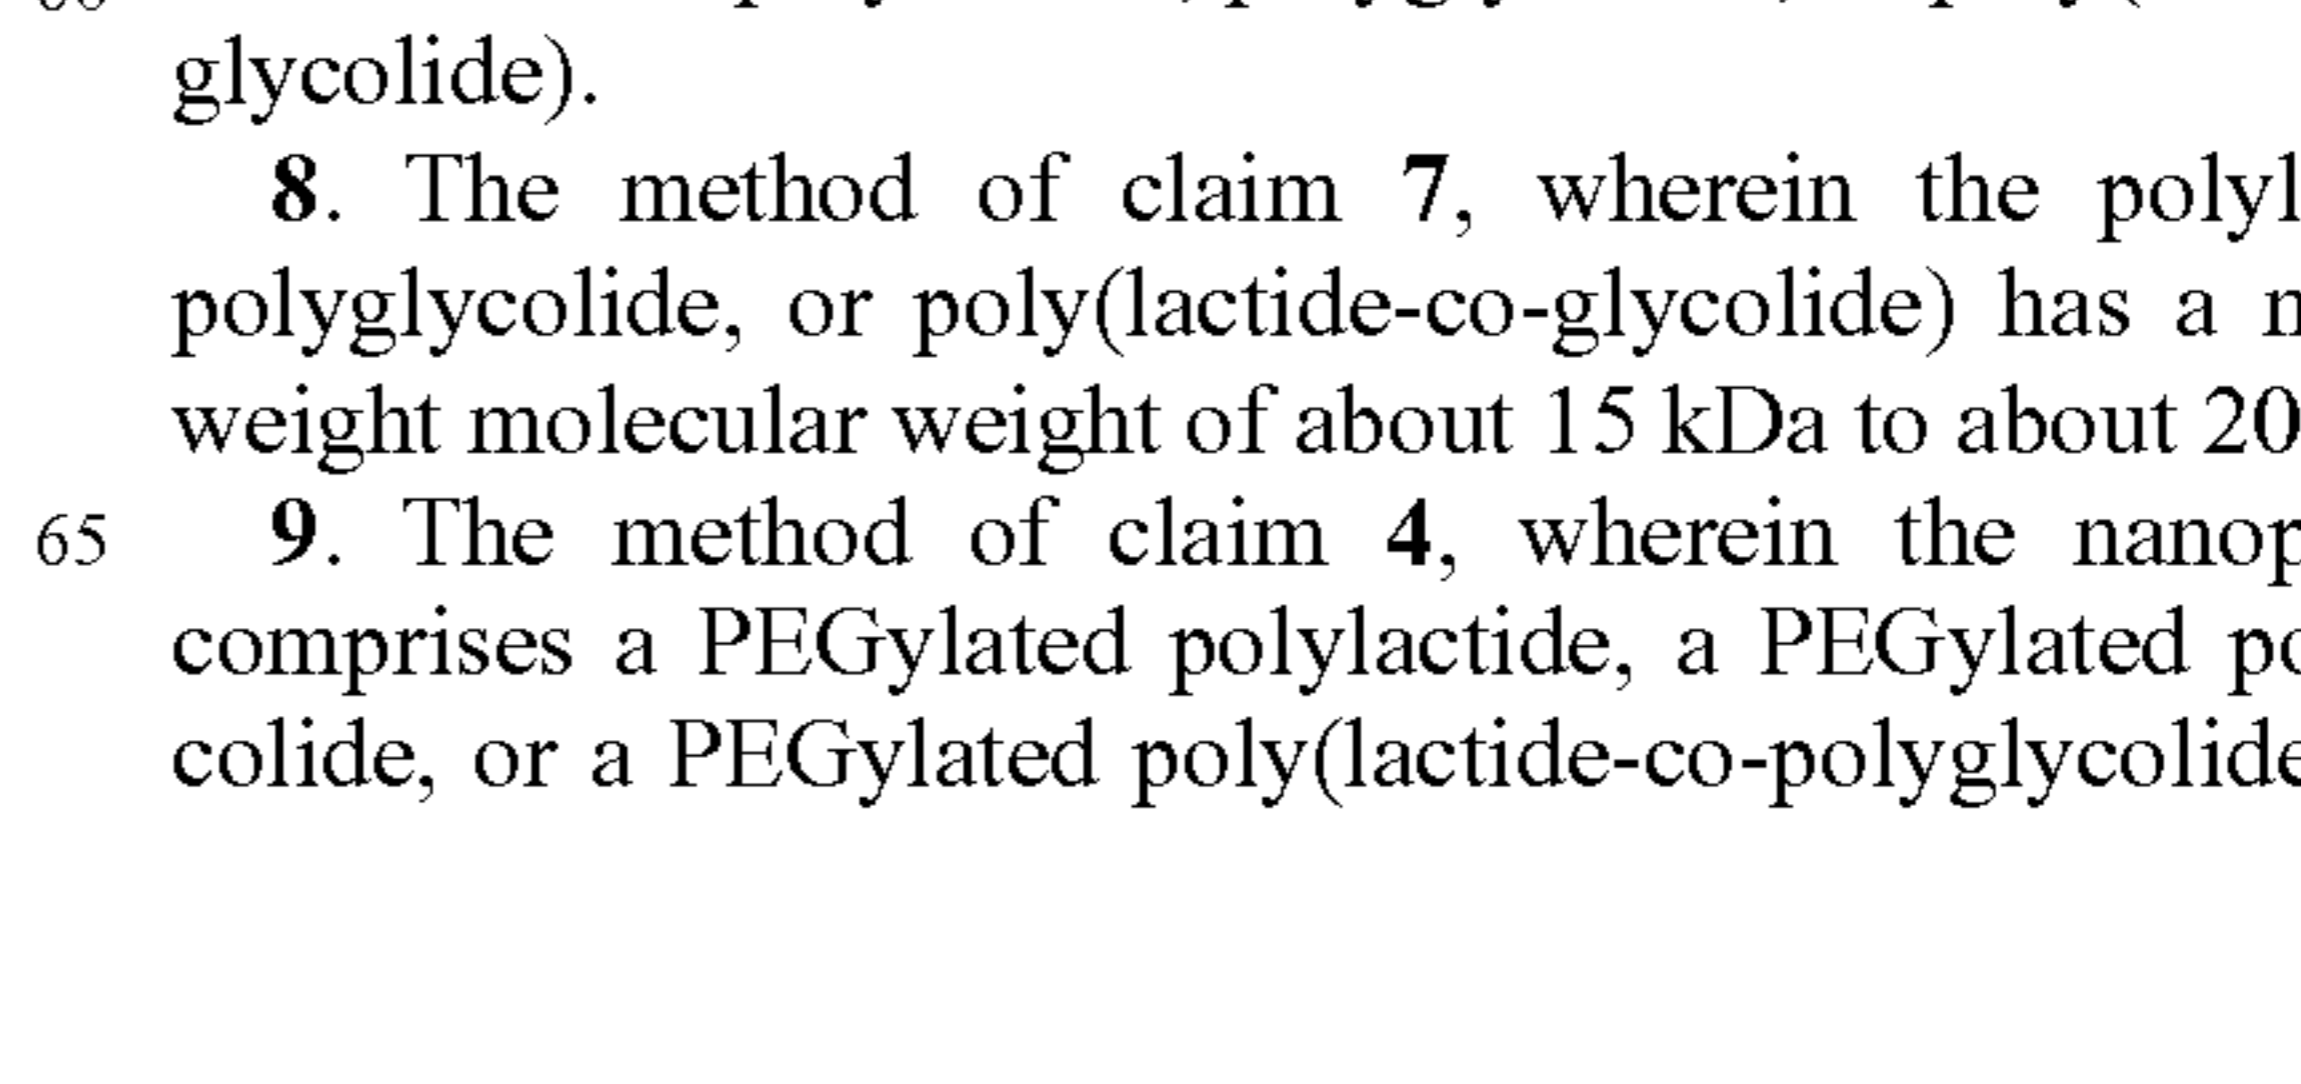 glycolide).
8. The method of claim 7, wherein the
polyglycolide, or poly(lactide-co-glycolide) has a
weight molecular weight of about 15 kDa to about 20
65 9. The method of claim 4, wherein the
comprises a PEGylated polylactide, a PEGylated
colide, or a PEGylated poly(lactide-co-polyglycolide